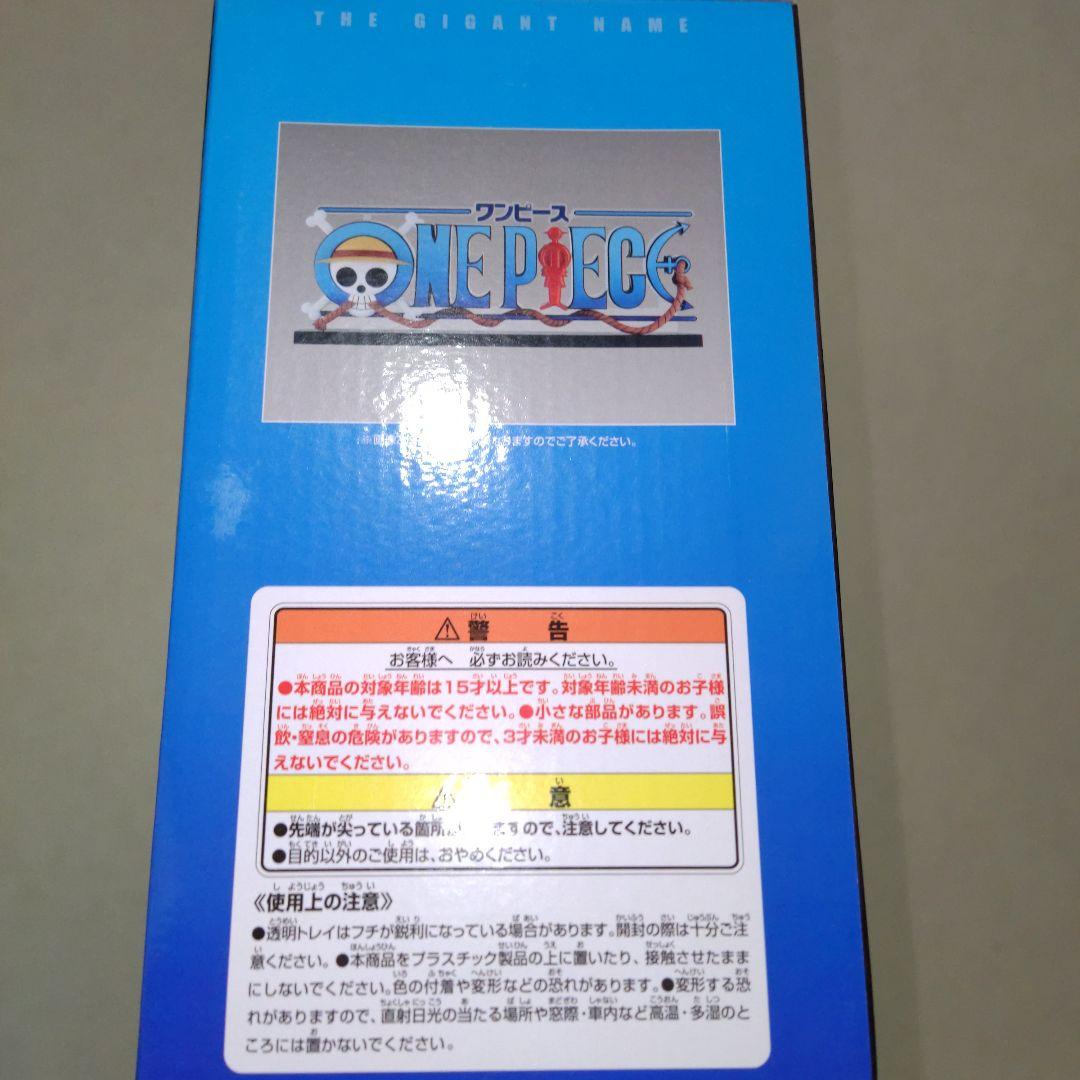 THE GIGANT NAME
ワンピース
ONE PIECE
ますのでご了承ください。
警告
お客様へ 必ずお読みください。
●本商品の対象年齢は15才以上です。対象年齢未満のお子様
には絶対に与えないでください。●小さな部品があります。誤
飲・窒息の危険がありますので、3才未満のお子様には絶対に与
えないでください。
意
●先端が尖っている箇所 ますので、注意してください。
●目的以外のご使用は、おやめください。
《使用上の注意》
●透明トレイはフチが鋭利になっている場合があります。開封の際は十分ご注
意ください。●本商品をプラスチック製品の上に置いたり、接触させたまま
にしないでください。色の付着や変形などの恐れがあります。●変形する恐
れがありますので、直射日光の当たる場所や窓際・車内など高温・多湿のと
ころには置かないでください。